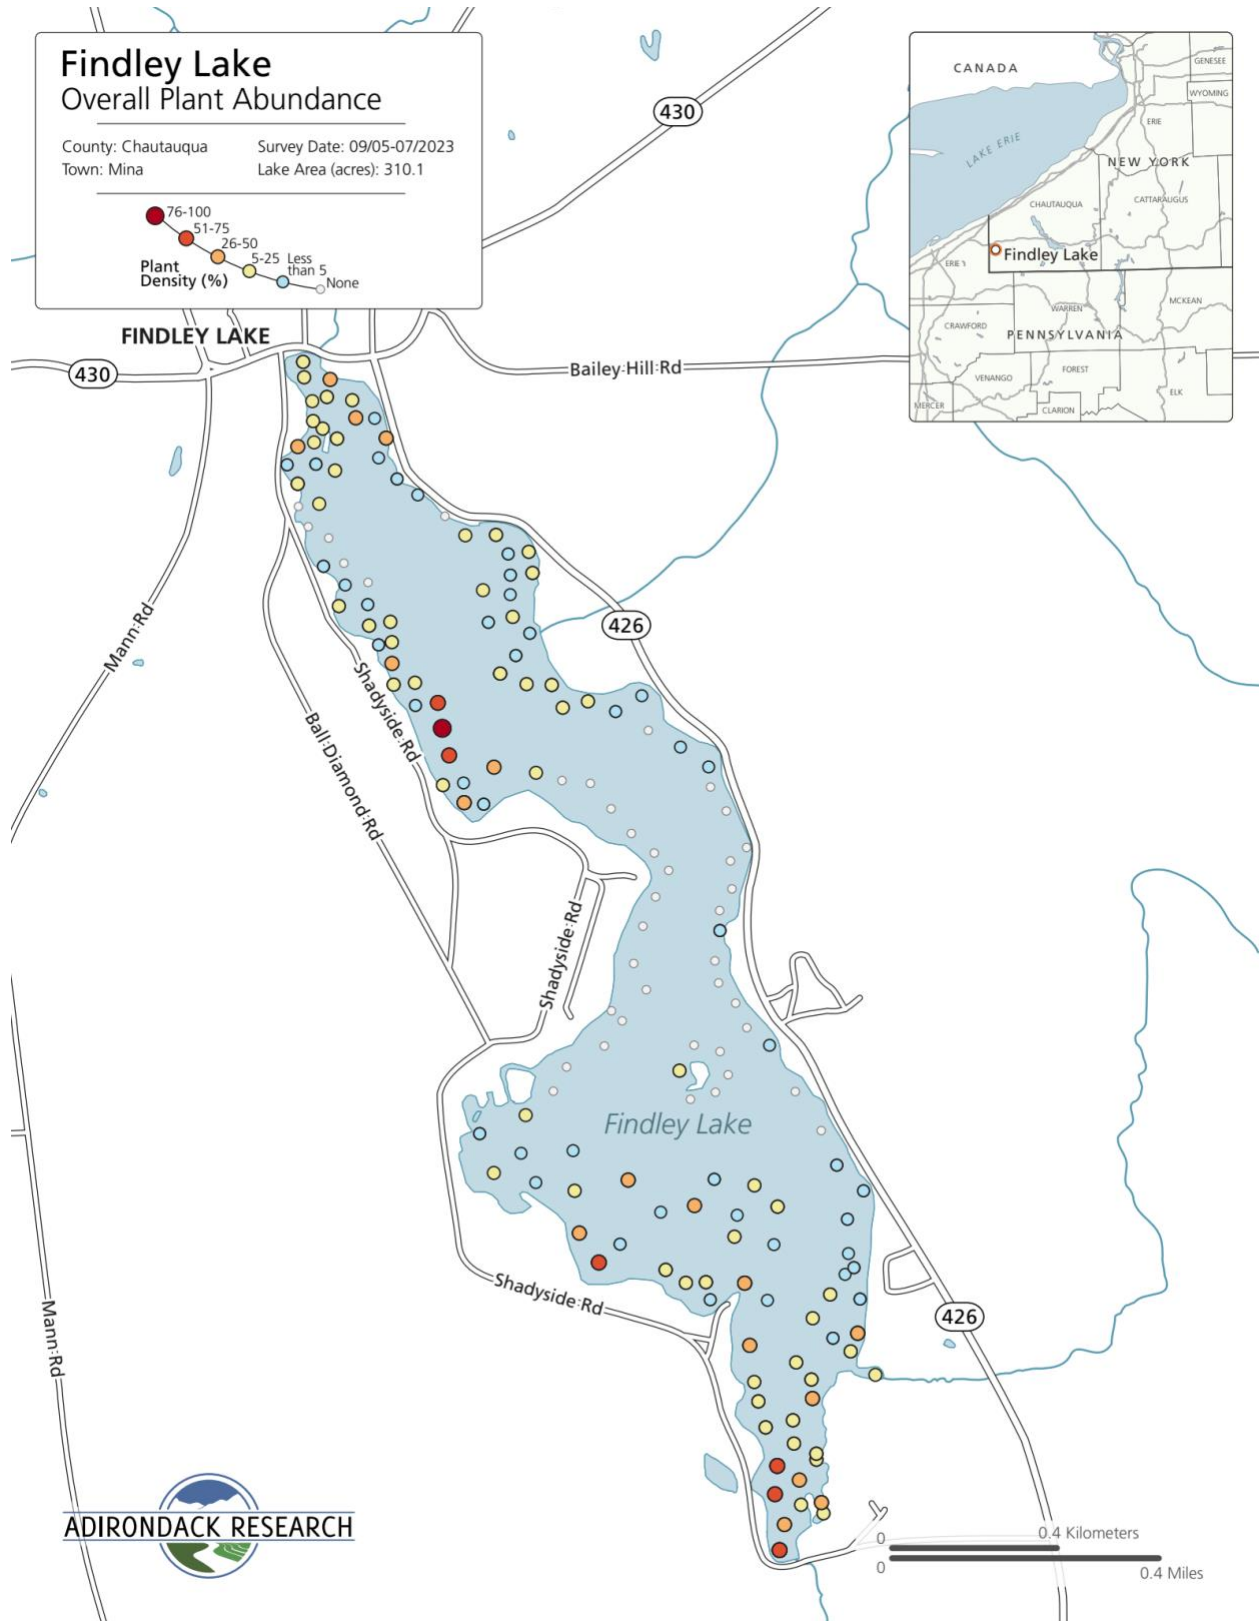 Findley Lake
Overall Plant Abundance
County: Chautauqua
Survey Date: 09/05-07/2023
Town: Mina
Lake Area (acres): 310.1
76-100
51-75
26-50
5-25
Less
than 5
None
Plant
Density (%)
CANADA
LAKE ERIE
NEW YORK
GENESEE
WYOMING
ERIE
CHAUTAUQUA
CATTARAUGUS
Findley Lake
ERIE
WARREN
MCKEAN
CRAWFORD
PENNSYLVANIA
VENANGO
FOREST
ELK
MERCER
CLARION
430
FINDLEY LAKE
430
Bailey Hill Rd
426
Mann Rd
Shadyside Rd
Ball Diamond Rd
Shadyside Rd
Findley Lake
Shadyside Rd
426
Mann Rd
ADIRONDACK RESEARCH
0
0.4 Kilometers
0
0.4 Miles